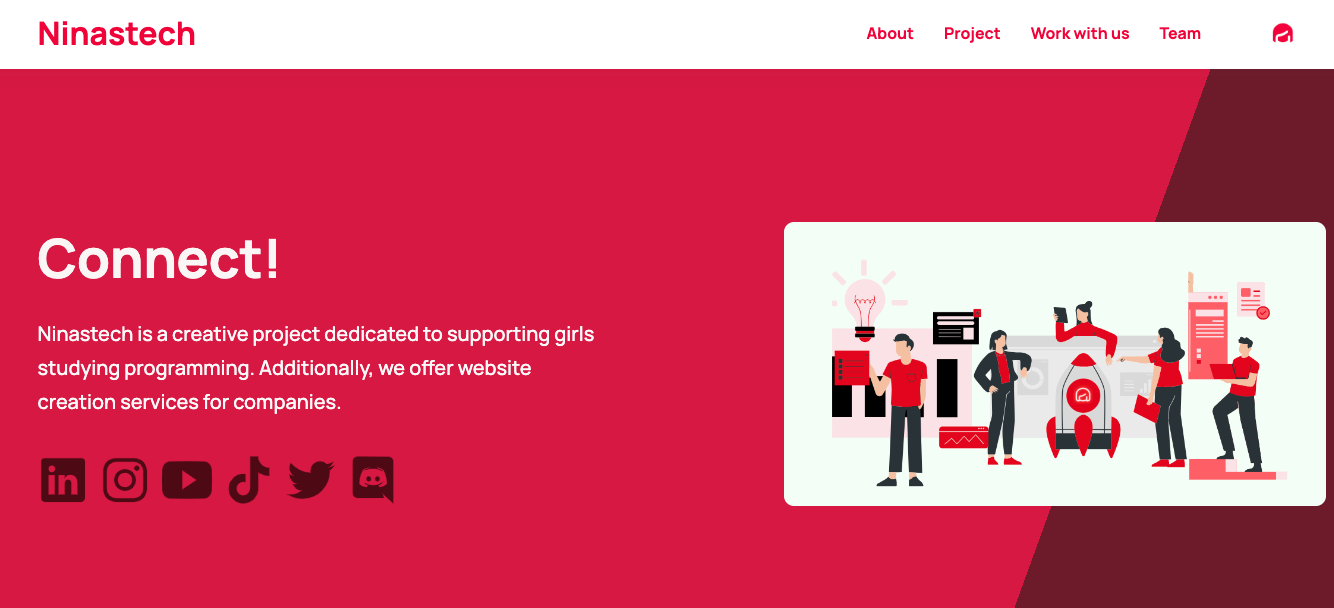 Ninastech
About
Project
Work with us
Team
Connect!
Ninastech is a creative project dedicated to supporting girls
studying programming. Additionally, we offer website
creation services for companies.
in